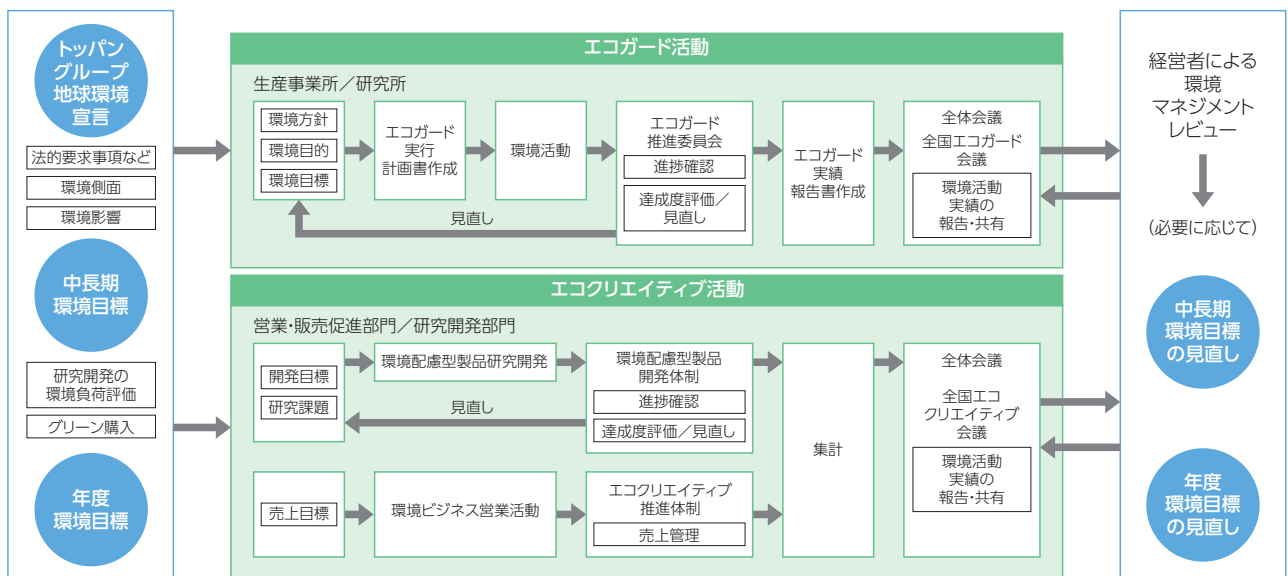 トッパン
グループ
地球環境
宣言
法的要求事項など
環境側面
環境影響
中長期
環境目標
研究開発の
環境負荷評価
グリーン購入
年度
環境目標
エコガード活動
生産事業所／研究所
環境方針
環境目的
環境目標
エコガード
実行
計画書作成
環境活動
エコガード
推進委員会
進捗確認
達成度評価／
見直し
見直し
エコガード
実績
報告書作成
全体会議
全国エコガード
会議
環境活動
実績の
報告・共有
エコクリエイティブ活動
営業・販売促進部門／研究開発部門
開発目標
研究課題
環境配慮型製品研究開発
見直し
環境配慮型製品
開発体制
進捗確認
達成度評価／見直し
売上目標
環境ビジネス営業活動
エコクリエイティブ
推進体制
売上管理
集計
全体会議
全国エコ
クリエイティブ
会議
環境活動
実績の
報告・共有
経営者による
環境
マネジメント
レビュー
（必要に応じて）
中長期
環境目標
の見直し
年度
環境目標
の見直し